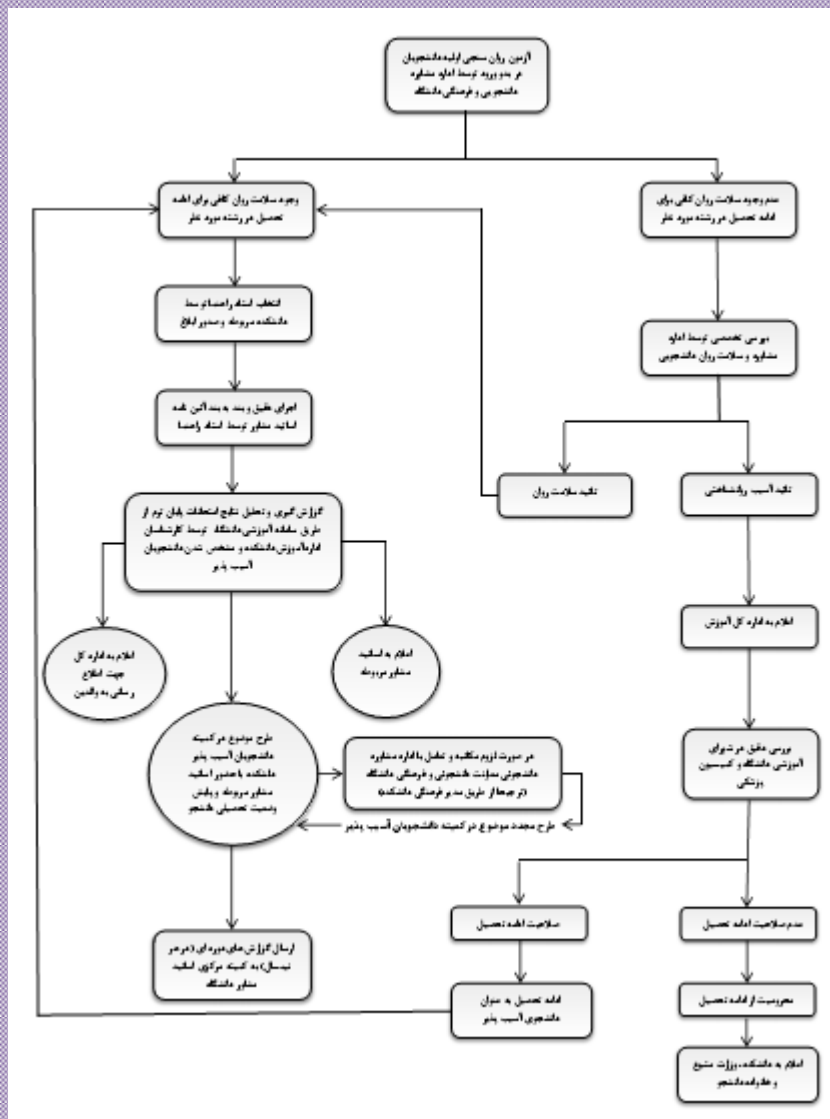 آزمون روان سنجی اولیه دانشجویان
در بدو ورود توسط اداره مشاوره
دانشجویی و فرهنگی دانشگاه
عدم وجود سلامت روان کافی برای
ادامه تحصیل در رشته مورد نظر
وجود سلامت روان کافی برای ادامه
تحصیل در رشته مورد نظر
انتخاب استاد راهنما توسط
دانشکده مربوطه و صدور ابلاغ
بررسی تخصصی توسط اداره
مشاوره و سلامت روان دانشجویی
اجرای دقیق و بند به بند آئین نامه
اساتید مشاور توسط استاد راهنما
تائید آسیب روانشناختی
تائید سلامت روان
گزارش گیری و تحلیل نتایج امتحانات پایان ترم از
طریق سامانه آموزشی دانشگاه توسط کارشناسان
اداره آموزش دانشکده و مشخص شدن دانشجویان
آسیب پذیر
اعلام به اداره کل آموزش
اعلام به اساتید
مشاور مربوطه
اعلام به اداره کل
جهت اطلاع
رسانی به والدین
بررسی دقیق در شورای
آموزشی دانشگاه و کمیسیون
پزشکی
طرح موضوع در کمیته
دانشجویان آسیب پذیر
دانشکده با حضور اساتید
مشاور مربوطه و پایش
وضعیت تحصیلی دانشجو
در صورت لزوم مکاتبه و تعامل با اداره مشاوره
دانشجوئی معاونت دانشجوئی و فرهنگی دانشگاه
(ترجیحا از طریق مدیر فرهنگی دانشکده)
طرح مجدد موضوع در کمیته دانشجویان آسیب پذیر
عدم صلاحیت ادامه تحصیل
صلاحیت ادامه تحصیل
ارسال گزارش های دوره ای (در هر
نیمسال) به کمیته مرکزی اساتید
مشاور دانشگاه
محرومیت از ادامه تحصیل
ادامه تحصیل به عنوان
دانشجوی آسیب پذیر
اعلام به دانشکده، وزارت متبوع
و خانواده دانشجو